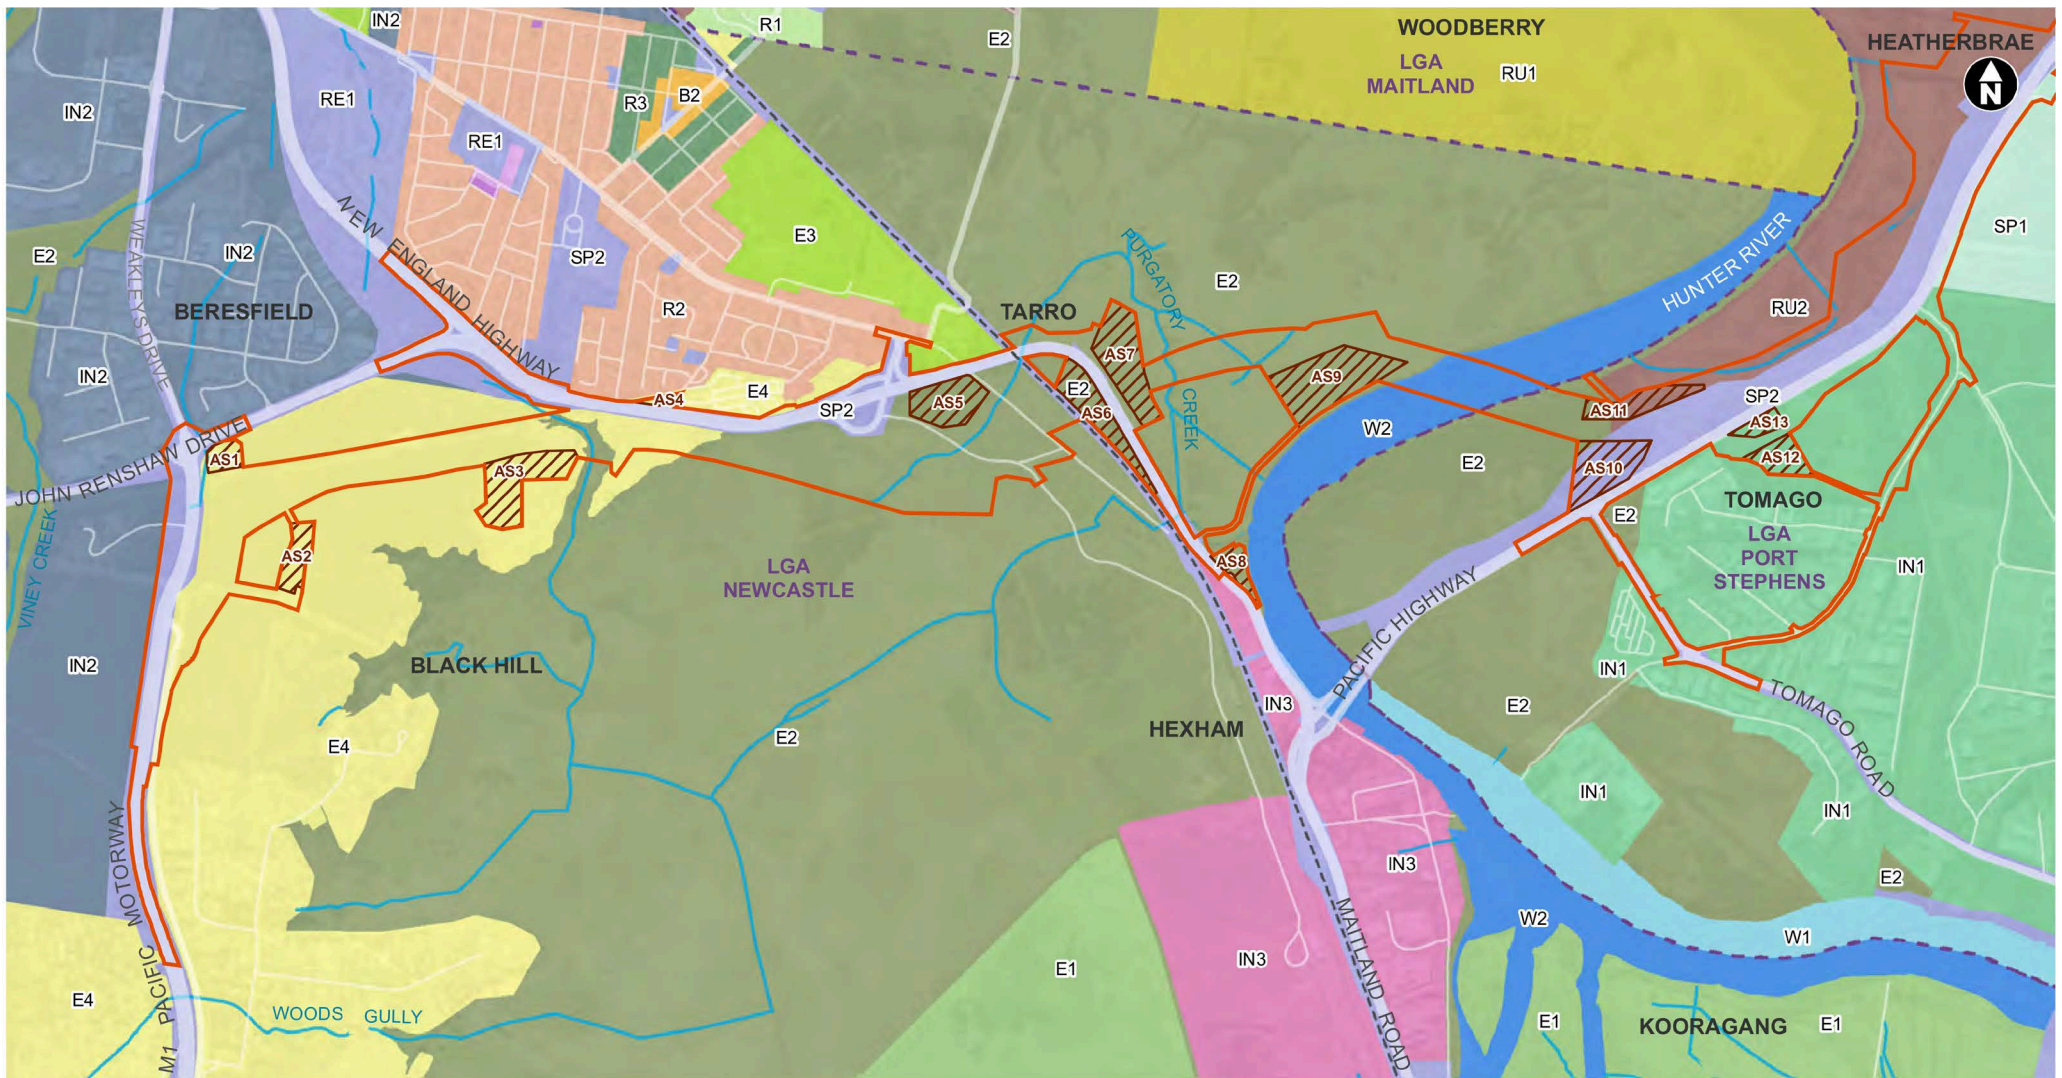 IN2
R1
E2
WOODBERRY
HEATHERBRAE
LGA
MAITLAND
RU1
N
IN2
RE1
R3
B2
RE1
E2
IN2
WEAKLEYS DRIVE
NEW ENGLAND HIGHWAY
SP2
E3
PURGATORY
CREEK
E2
HUNTER RIVER
SP1
BERESFIELD
R2
TARRO
RU2
IN2
AS7
AS9
E2
E4
AS4
SP2
AS5
AS6
AS11
SP2
AS13
W2
JOHN RENSHAW DRIVE
AS1
AS3
E2
AS10
AS12
TOMAGO
E2
LGA
PORT
STEPHENS
VINEY CREEK
AS2
LGA
NEWCASTLE
AS8
IN1
PACIFIC HIGHWAY
IN2
BLACK HILL
IN1
TOMAGO ROAD
IN3
E2
HEXHAM
E2
E4
IN1
IN1
M1 PACIFIC MOTORWAY
IN3
E2
W2
W1
MAITLAND ROAD
E4
E1
IN3
WOODS GULLY
E1
KOORAGANG
E1